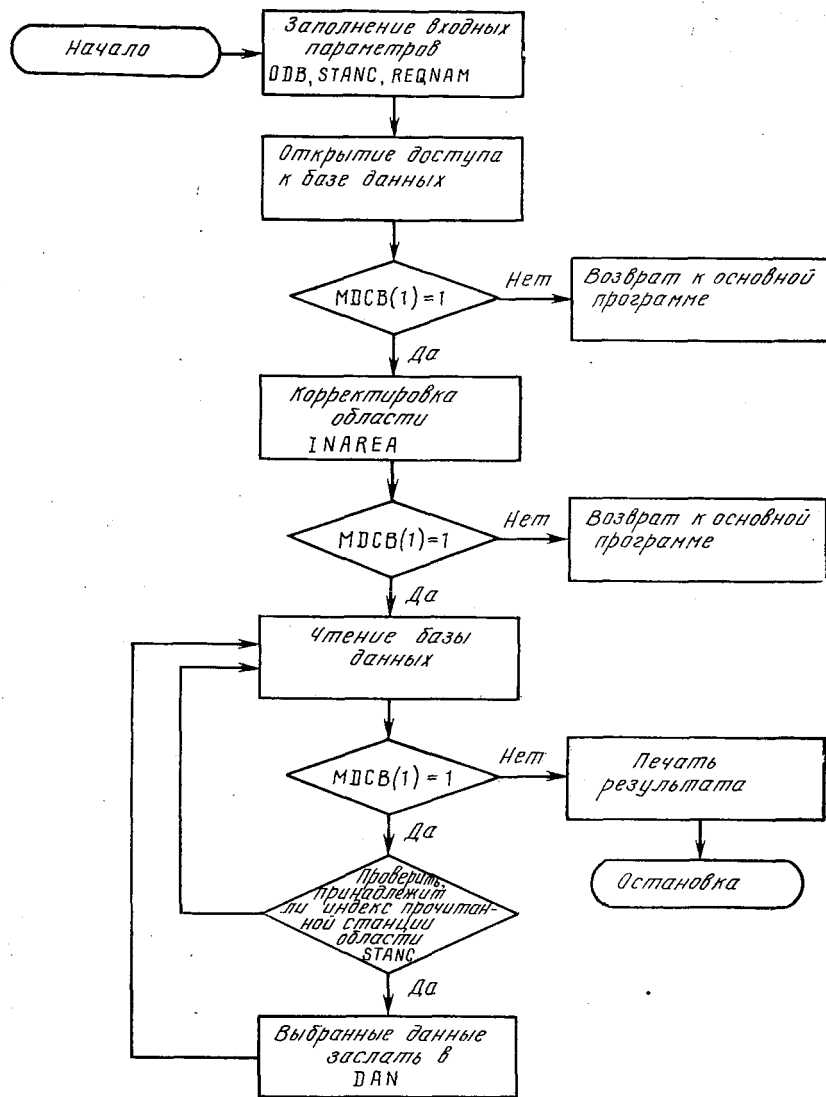 Начало
Заполнение входных
параметров
ODB, STANC, REQNAM
Открытие доступа
к базе данных
MDCB(1)=1
Нет
Возврат к основной
программе
Да
Корректировка
области
INAREA
MDCB(1)=1
Нет
Возврат к основной
программе
Да
Чтение базы
данных
MDCB(1)=1
Нет
Печать
результата
Да
Остановка
Проверить,
принадлежит
ли индекс прочитан-
ной станции
области
STANC
Да
Выбранные данные
заслать в
DAN